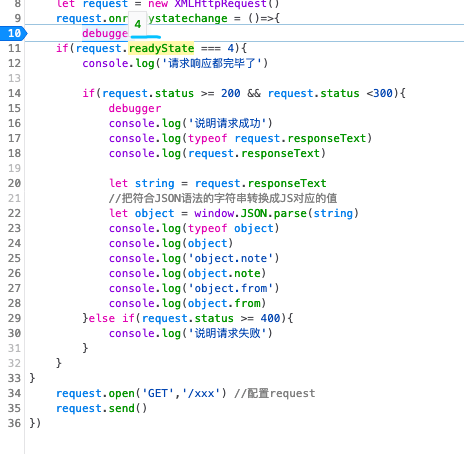 8 let request = new XMLHttpRequest()
9 request.on ystatechange = ()=>{
4
10 debugge
11 if(request.readyState === 4){
12 console.log('请求响应都完毕了')
13
14 if(request.status >= 200 && request.status <300){
15 debugger
16 console.log('说明请求成功')
17 console.log(typeof request.responseText)
18 console.log(request.responseText)
19
20 let string = request.responseText
21 //把符合JSON语法的字符串转换成JS对应的值
22 let object = window.JSON.parse(string)
23 console.log(typeof object)
24 console.log(object)
25 console.log('object.note')
26 console.log(object.note)
27 console.log('object.from')
28 console.log(object.from)
29 }else if(request.status >= 400){
30 console.log('说明请求失败')
31 }
32 }
33 }
34 request.open('GET','/xxx') //配置request
35 request.send()
36 })